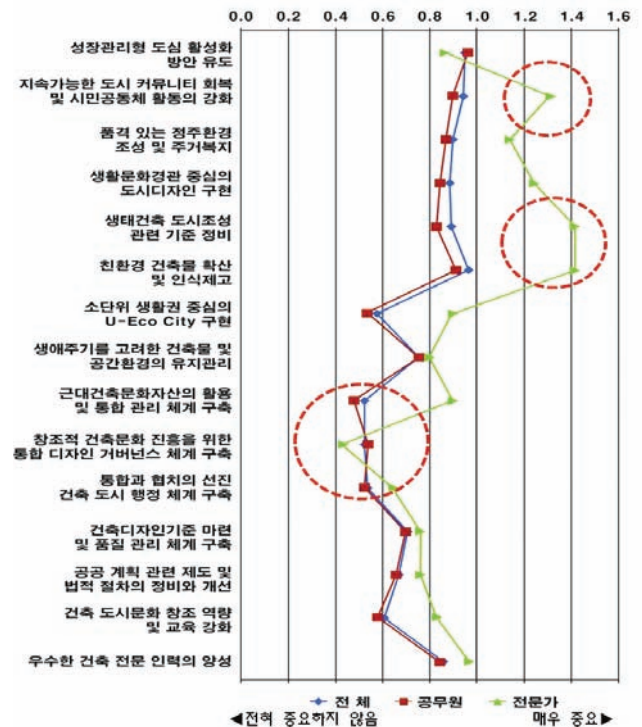 0.0 0.2 0.4 0.6 0.8 1.0 1.2 1.4 1.6
성장관리형 도심 활성화
방안 유도
지속가능한 도시 커뮤니티 회복
및 시민공동체 활동의 강화
품격 있는 정주환경
조성 및 주거복지
생활문화경관 중심의
도시디자인 구현
생태건축 도시조성
관련 기준 정비
친환경 건축물 확산
및 인식제고
소단위 생활권 중심의
U-Eco City 구현
생애주기를 고려한 건축물 및
공간환경의 유지관리
근대건축문화자산의 활용
및 통합 관리 체계 구축
창조적 건축문화 진흥을 위한
통합 디자인 거버넌스 체계 구축
통합과 협치의 선진
건축 도시 행정 체계 구축
건축디자인기준 마련
및 품질 관리 체계 구축
공공 계획 관련 제도 및
법적 절차의 정비와 개선
건축 도시문화 창조 역량
및 교육 강화
우수한 건축 전문 인력의 양성
전 체 공무원 전문가
◀전혀 중요하지 않음 매우 중요▶